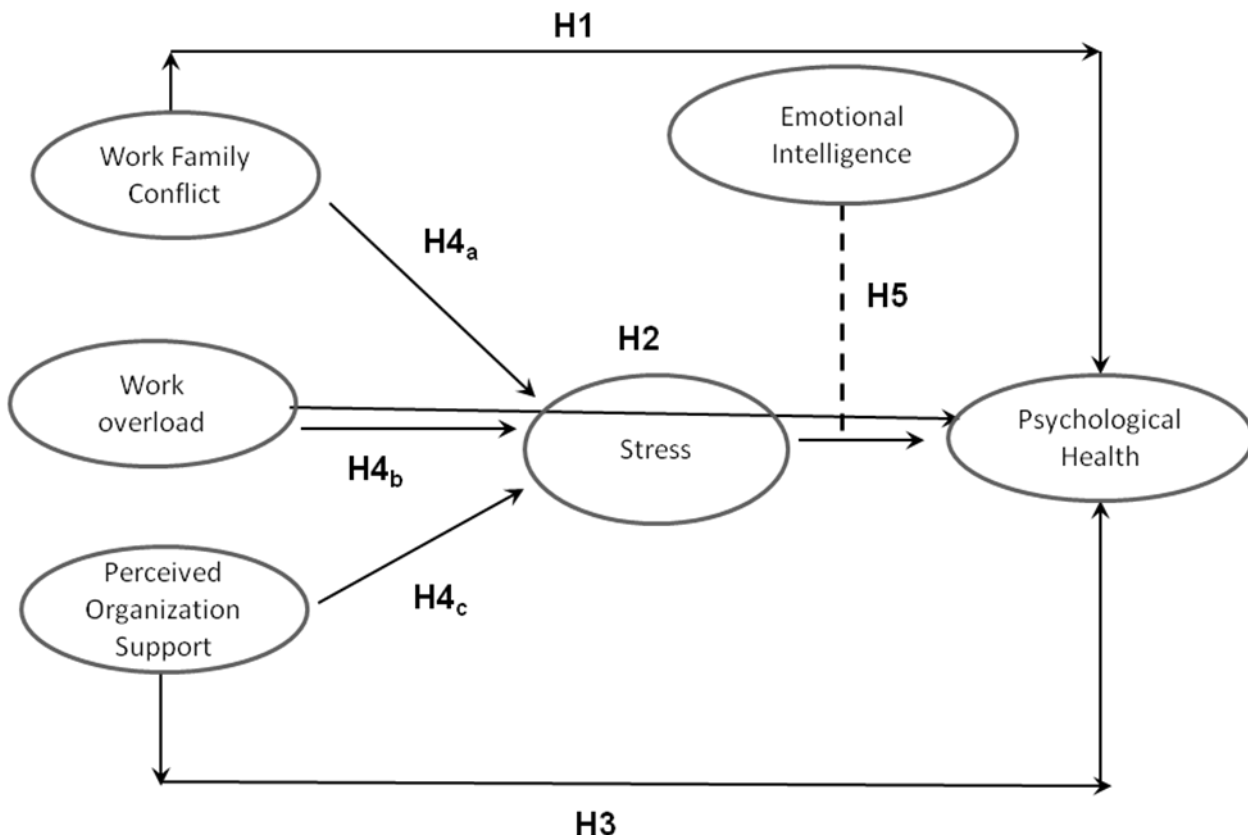 H1
Emotional
Intelligence
Work Family
Conflict
H4a
H5
H2
Work
overload
Stress
Psychological
Health
H4b
Perceived
Organization
Support
H4c
H3